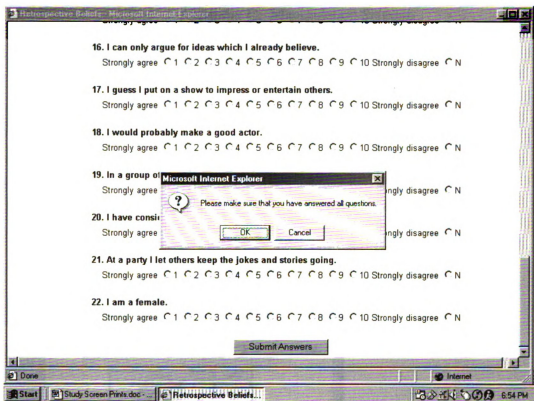 Retrospective Beliefs - Microsoft Internet Explorer
16. I can only argue for ideas which I already believe.
Strongly agree 1 2 3 4 5 6 7 8 9 10 Strongly disagree N
17. I guess I put on a show to impress or entertain others.
Strongly agree 1 2 3 4 5 6 7 8 9 10 Strongly disagree N
18. I would probably make a good actor.
Strongly agree 1 2 3 4 5 6 7 8 9 10 Strongly disagree N
19. In a group of
Microsoft Internet Explorer
Strongly agree ngly disagree N
Please make sure that you have answered all questions.
20. I have consi
OK Cancel
Strongly agree ngly disagree N
21. At a party I let others keep the jokes and stories going.
Strongly agree 1 2 3 4 5 6 7 8 9 10 Strongly disagree N
22. I am a female.
Strongly agree 1 2 3 4 5 6 7 8 9 10 Strongly disagree N
Submit Answers
Done Internet
Start Study Screen Prints.doc - ... Retrospective Beliefs... 6:54 PM